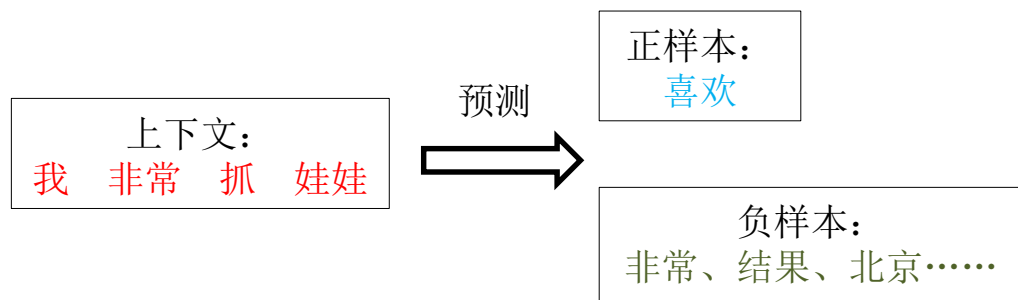 上下文：
我 非常 抓 娃娃
预测
正样本：
喜欢
负样本：
非常、结果、北京……